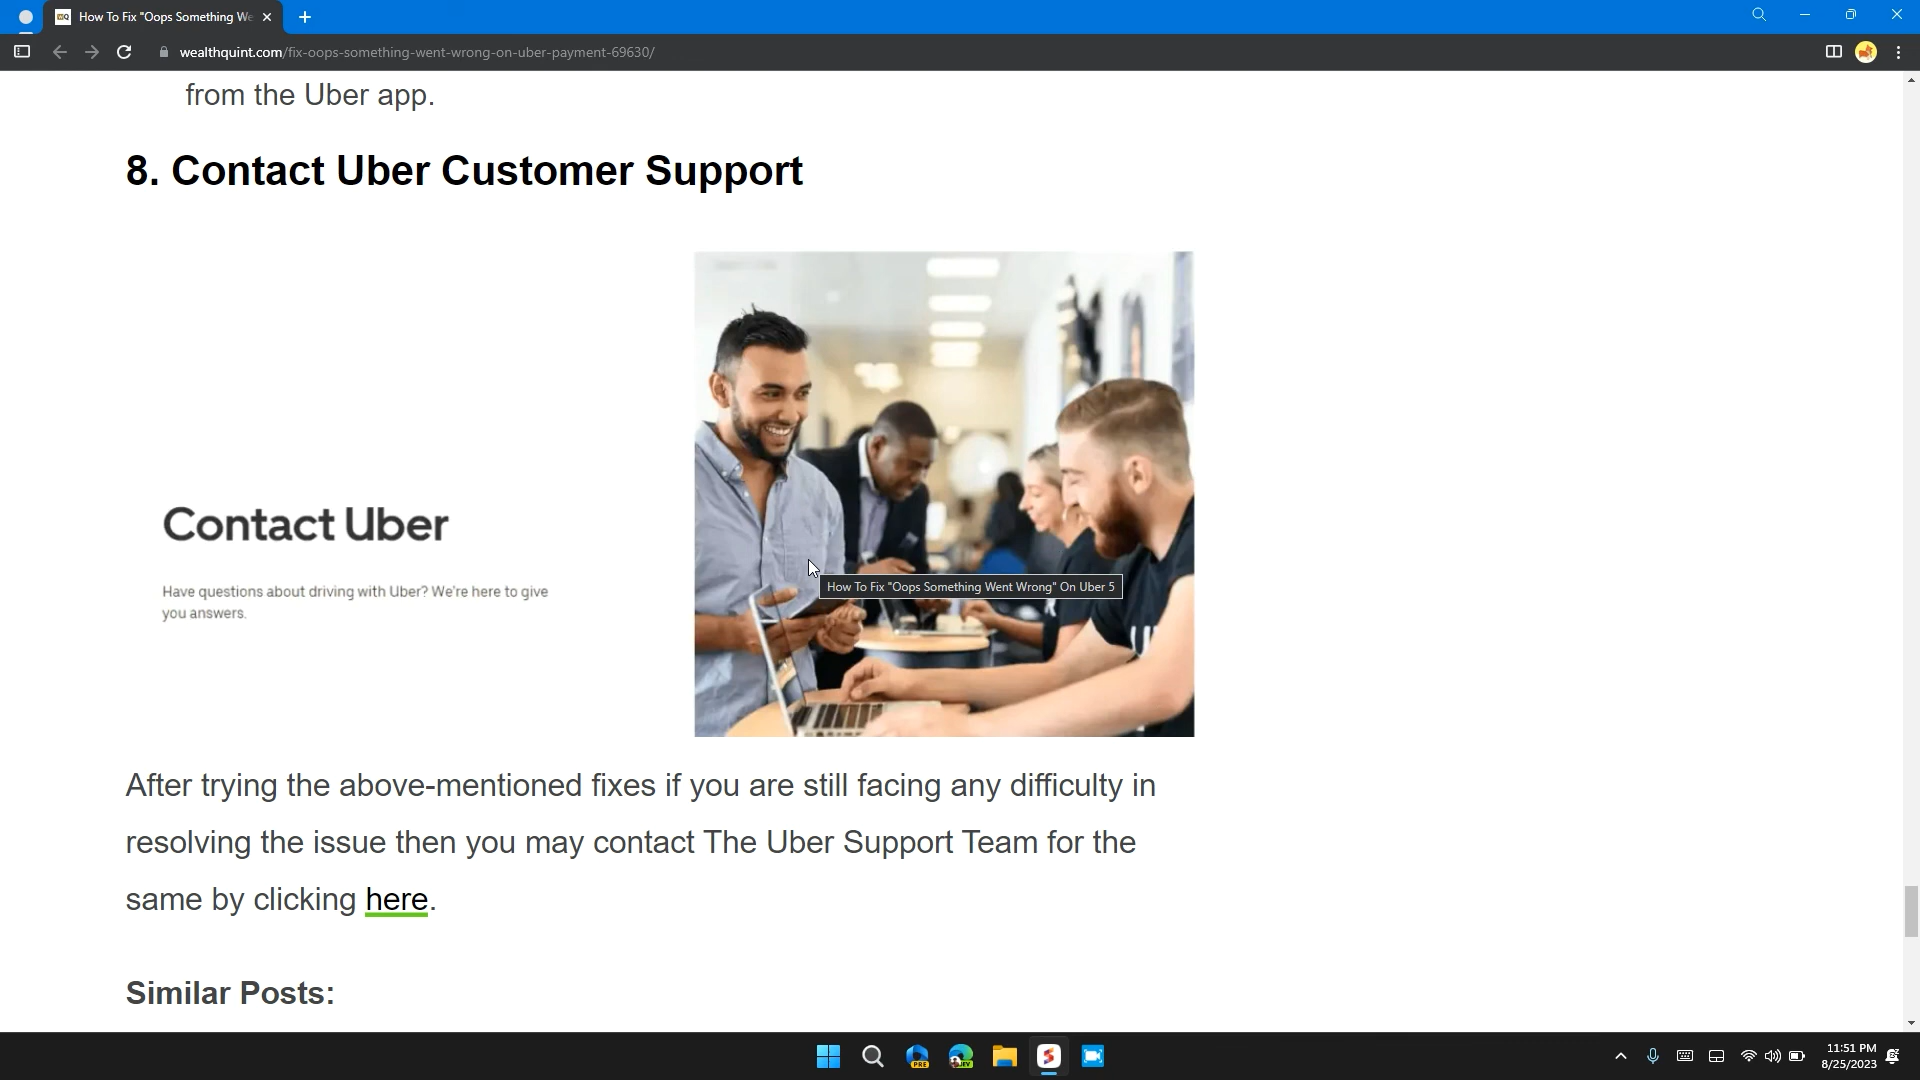 How To Fix "Oops Something We
wealthquint.com/fix-oops-something-went-wrong-on-uber-payment-69630/
from the Uber app.
8. Contact Uber Customer Support
Contact Uber
Have questions about driving with Uber? We're here to give
you answers.
How To Fix "Oops Something Went Wrong" On Uber 5
After trying the above-mentioned fixes if you are still facing any difficulty in
resolving the issue then you may contact The Uber Support Team for the
same by clicking here.
Similar Posts:
PRE
11:51 PM
8/25/2023